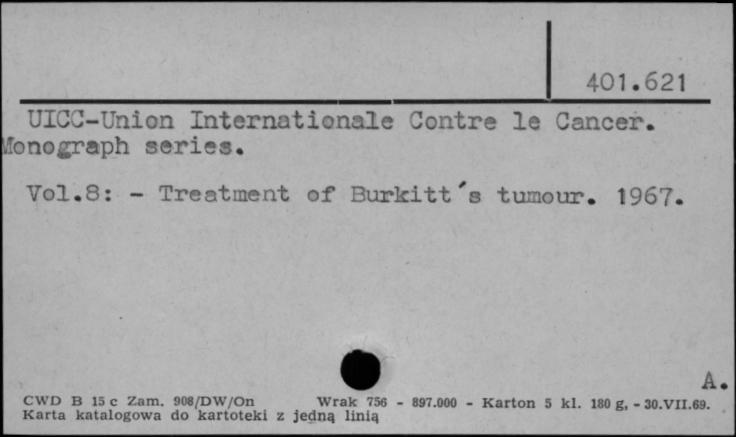 401.621
UICC-Union Internationale Contre le Cancer.
Monograph series.
Vol.8: - Treatment of Burkitt´s tumour. 1967.
A.
CWD B 15 c Zam. 908/DW/On Wrak 756 - 897.000 - Karton 5 kl. 180 g, - 30.VII.69.
Karta katalogowa do kartoteki z jedną linią